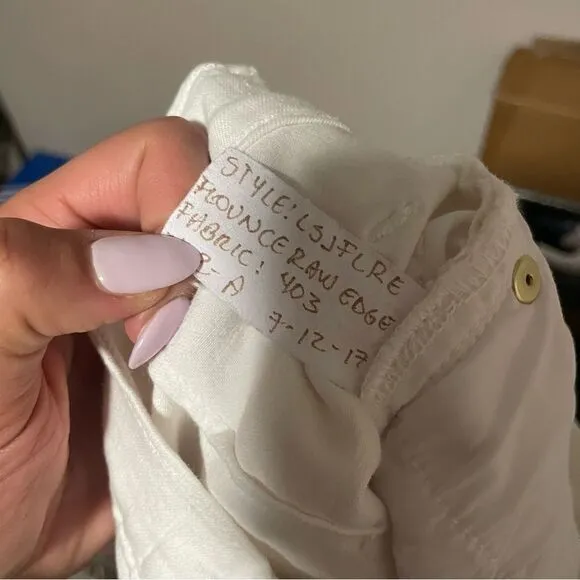 STYLE: LSJFLRE
FLOUNCE RAW EDGE
FABRIC: 403
2-A
7-12-17